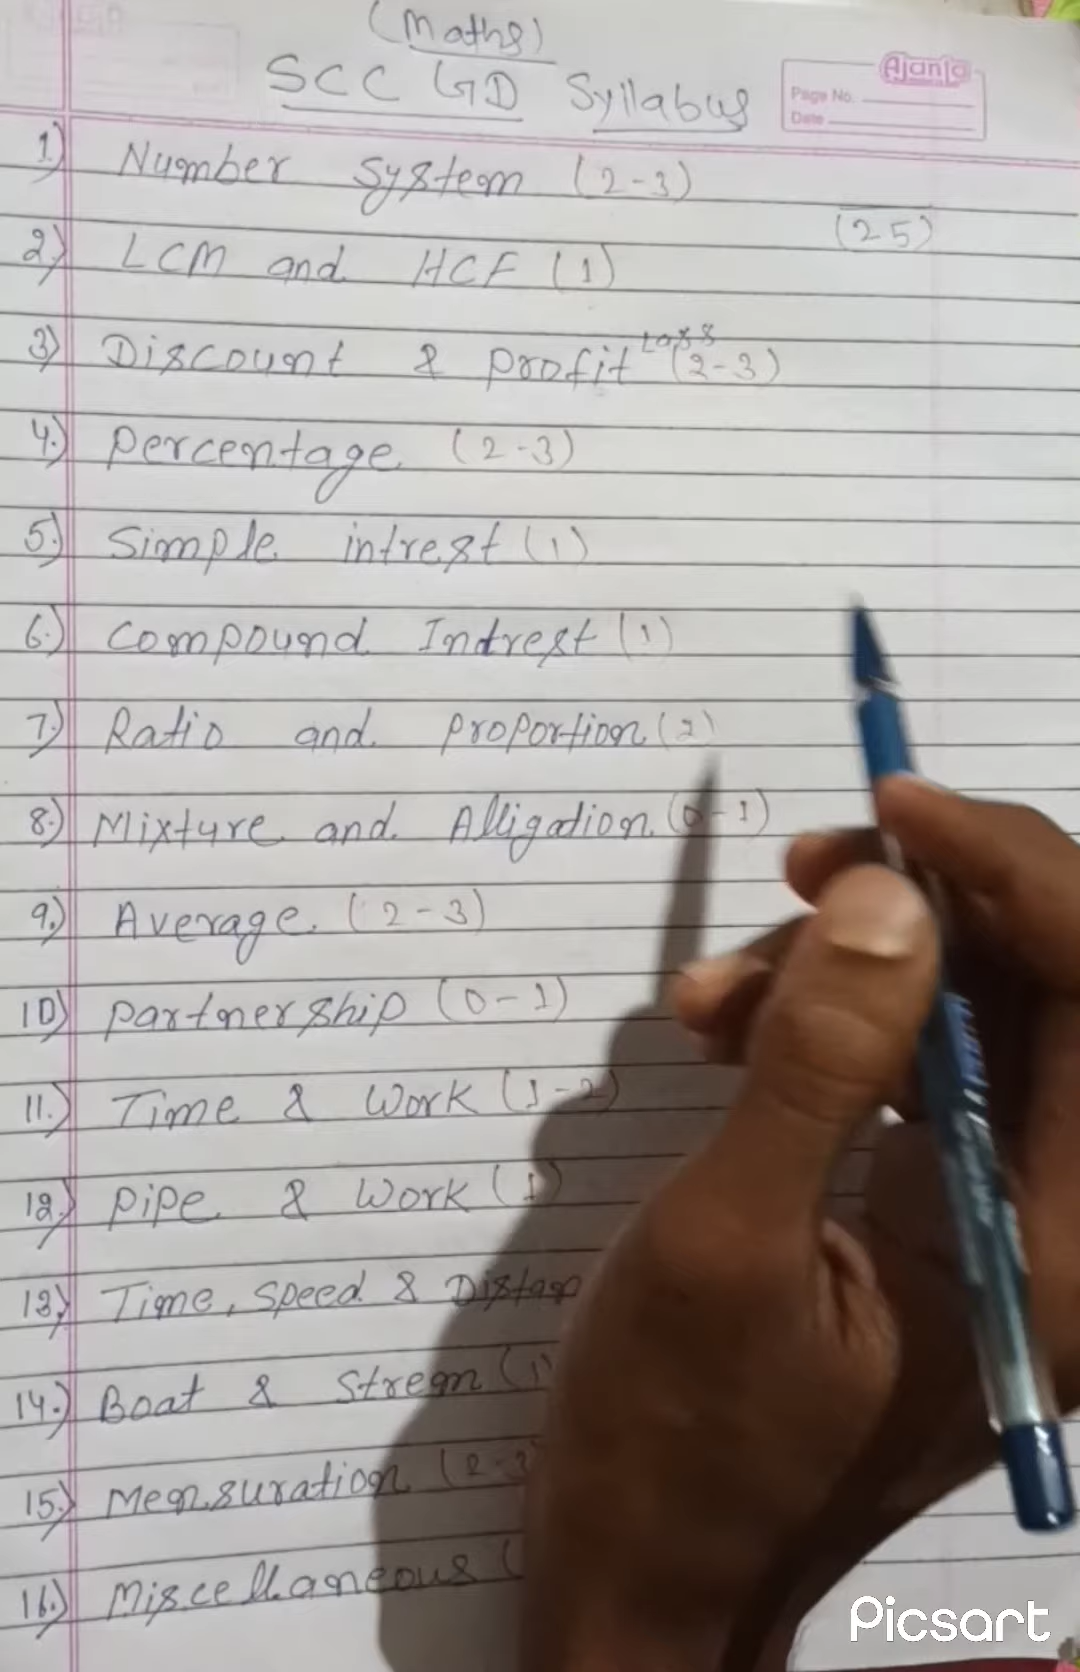 (Maths)
SCC GD Syllabus
Ajanta
Page No.
Date
1) Number System (2-3)
(25)
2) LCM and HCF (1)
3) Discount & profit Loss (2-3)
4.) percentage (2-3)
5.) Simple intrest (1)
6.) Compound Intrest (1)
7.) Ratio and proportion (2)
8.) Mixture and Alligation (0-1)
9.) Average (2-3)
10) partnership (0-1)
11.) Time & Work (1-2)
12.) pipe & Work (1)
13) Time, Speed & Distan
14.) Boat & Stream (1)
15.) Mensuration (2-3
16.) Miscellaneous (
Picsart